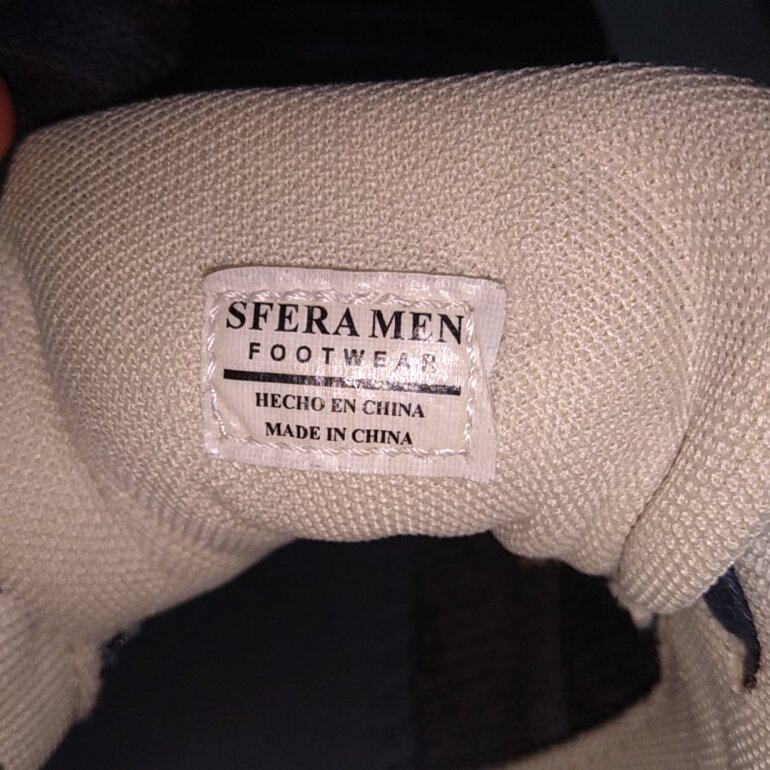 SFERA MEN
FOOTWEAR
HECHO EN CHINA
MADE IN CHINA